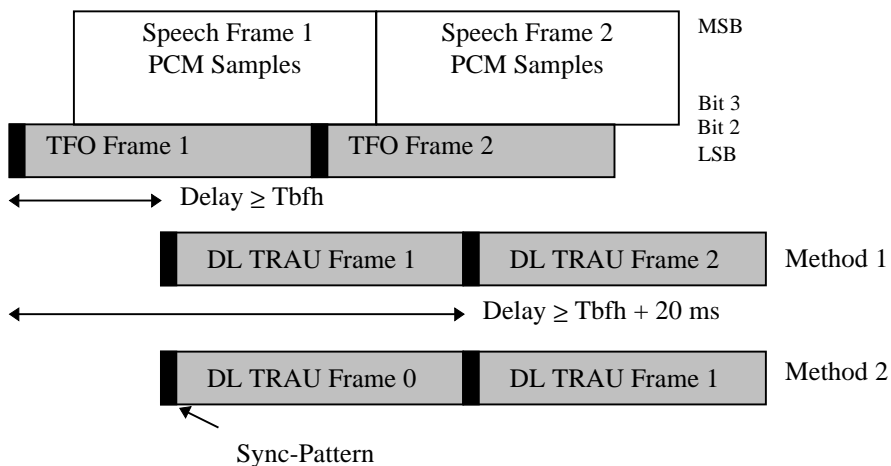 Speech Frame 1
PCM Samples
Speech Frame 2
PCM Samples
MSB
Bit 3
Bit 2
LSB
TFO Frame 1
TFO Frame 2
Delay ≥ Tbfh
DL TRAU Frame 1
DL TRAU Frame 2
Method 1
Delay ≥ Tbfh + 20 ms
DL TRAU Frame 0
DL TRAU Frame 1
Method 2
Sync-Pattern